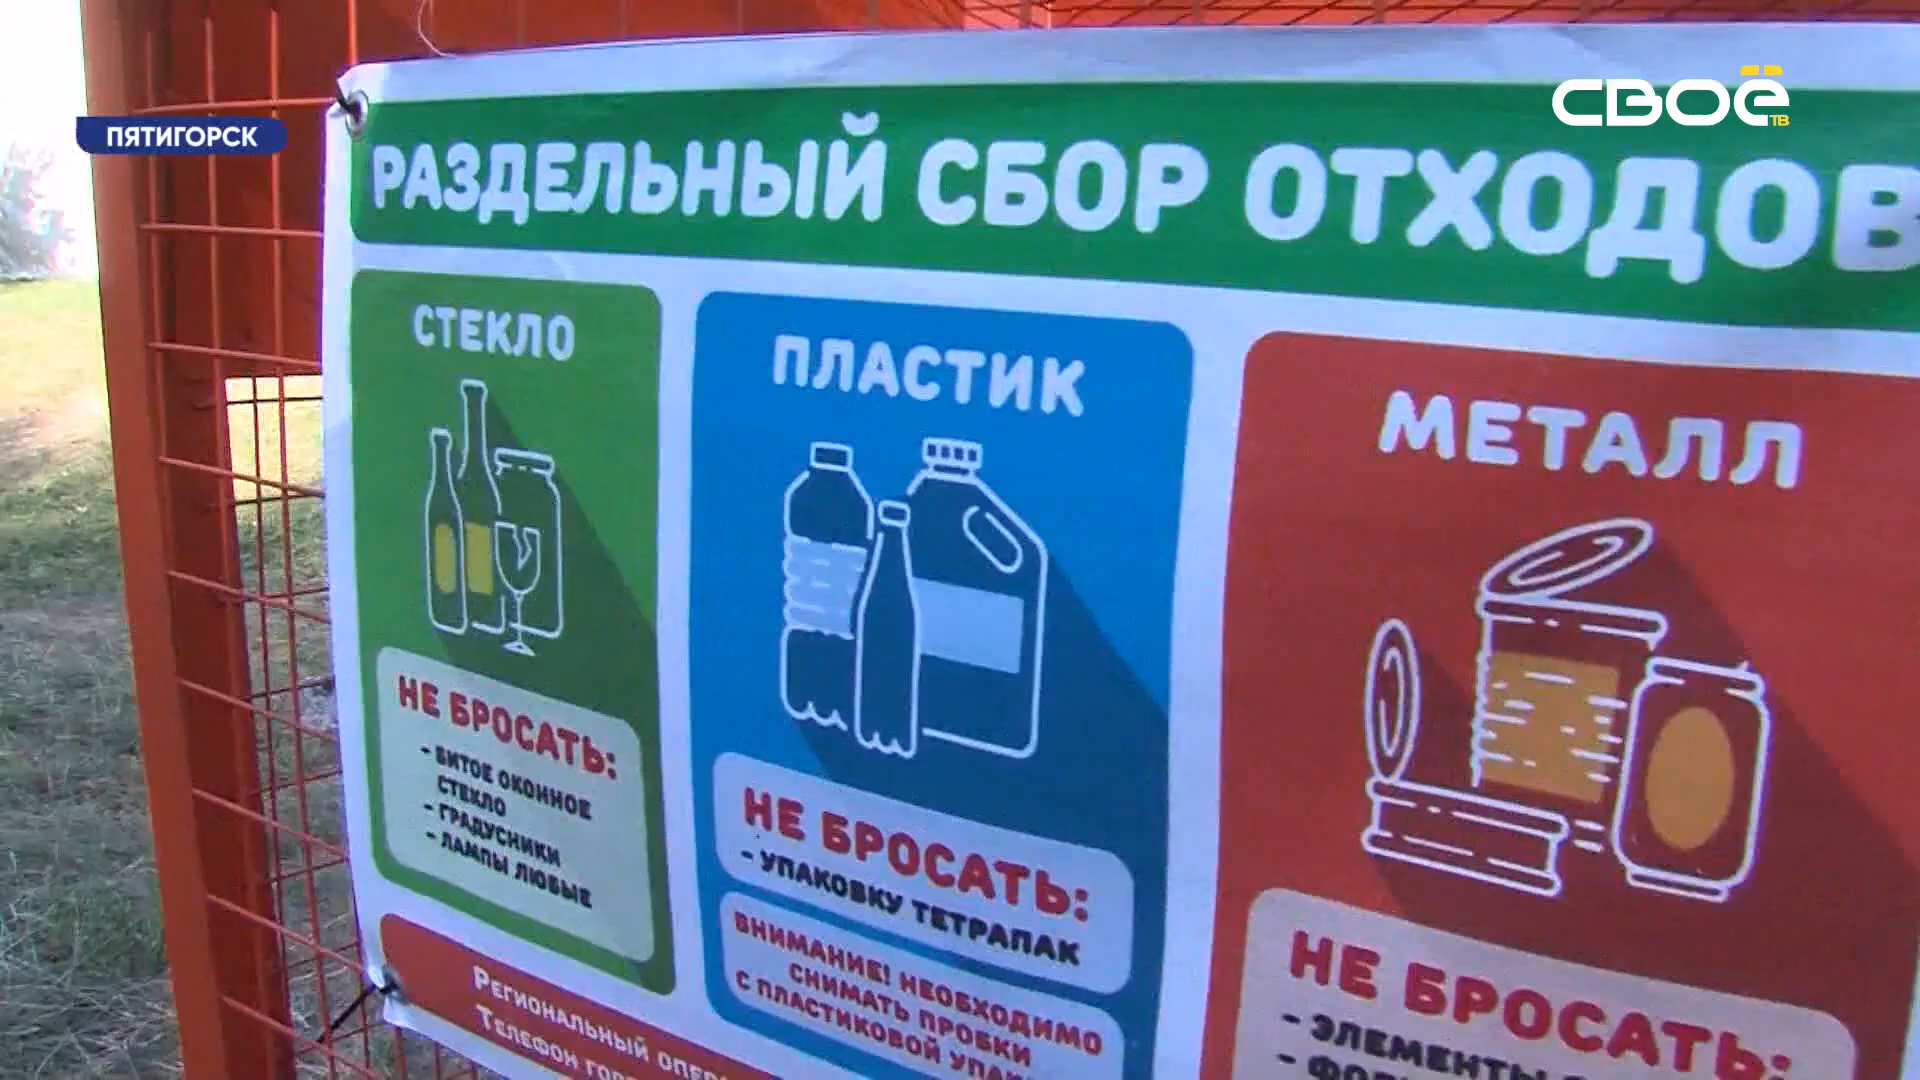 ПЯТИГОРСК
СВОЁ
ТВ
РАЗДЕЛЬНЫЙ СБОР ОТХОДОВ
СТЕКЛО
НЕ БРОСАТЬ:
- БИТОЕ ОКОННОЕ
СТЕКЛО
- ГРАДУСНИКИ
- ЛАМПЫ ЛЮБЫЕ
ПЛАСТИК
НЕ БРОСАТЬ:
- УПАКОВКУ ТЕТРАПАК
ВНИМАНИЕ! НЕОБХОДИМО
СНИМАТЬ ПРОБКИ
С ПЛАСТИКОВОЙ
МЕТАЛЛ
НЕ БРОСАТЬ:
- ЭЛЕМЕНТЫ
РЕГИОНАЛЬНЫЙ
ТЕЛЕФОН